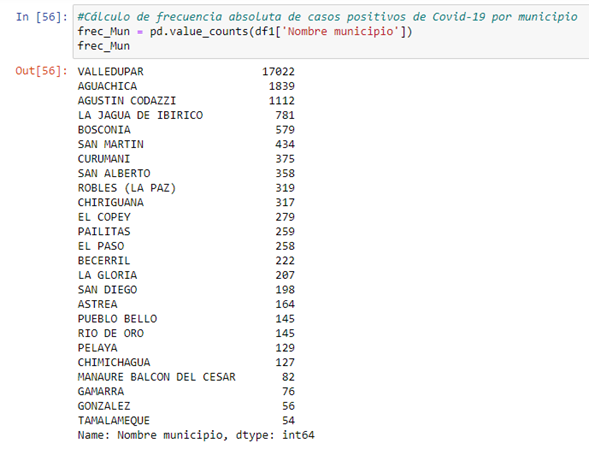 In [56]: #Cálculo de frecuencia absoluta de casos positivos de Covid-19 por municipio
frec_Mun = pd.value_counts(df1['Nombre municipio'])
frec_Mun
Out[56]: VALLEDUPAR 17022
AGUACHICA 1839
AGUSTIN CODAZZI 1112
LA JAGUA DE IBIRICO 781
BOSCONIA 579
SAN MARTIN 434
CURUMANI 375
SAN ALBERTO 358
ROBLES (LA PAZ) 319
CHIRIGUANA 317
EL COPEY 279
PAILITAS 259
EL PASO 258
BECERRIL 222
LA GLORIA 207
SAN DIEGO 198
ASTREA 164
PUEBLO BELLO 145
RIO DE ORO 145
PELAYA 129
CHIMICHAGUA 127
MANAURE BALCON DEL CESAR 82
GAMARRA 76
GONZALEZ 56
TAMALAMEQUE 54
Name: Nombre municipio, dtype: int64